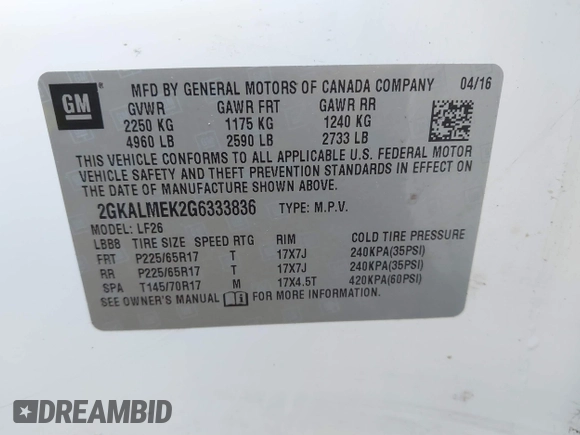 GM
MFD BY GENERAL MOTORS OF CANADA COMPANY 04/16
GVWR GAWR FRT GAWR RR
2250 KG 1175 KG 1240 KG
4960 LB 2590 LB 2733 LB
THIS VEHICLE CONFORMS TO ALL APPLICABLE U.S. FEDERAL MOTOR
VEHICLE SAFETY AND THEFT PREVENTION STANDARDS IN EFFECT ON
THE DATE OF MANUFACTURE SHOWN ABOVE.
2GKALMEK2G6333836 TYPE: M.P.V.
MODEL: LF26
LBB8 TIRE SIZE SPEED RTG RIM COLD TIRE PRESSURE
FRT P225/65R17 T 17X7J 240KPA(35PSI)
RR P225/65R17 T 17X7J 240KPA(35PSI)
SPA T145/70R17 M 17X4.5T 420KPA(60PSI)
SEE OWNER'S MANUAL FOR MORE INFORMATION.
DREAMBID